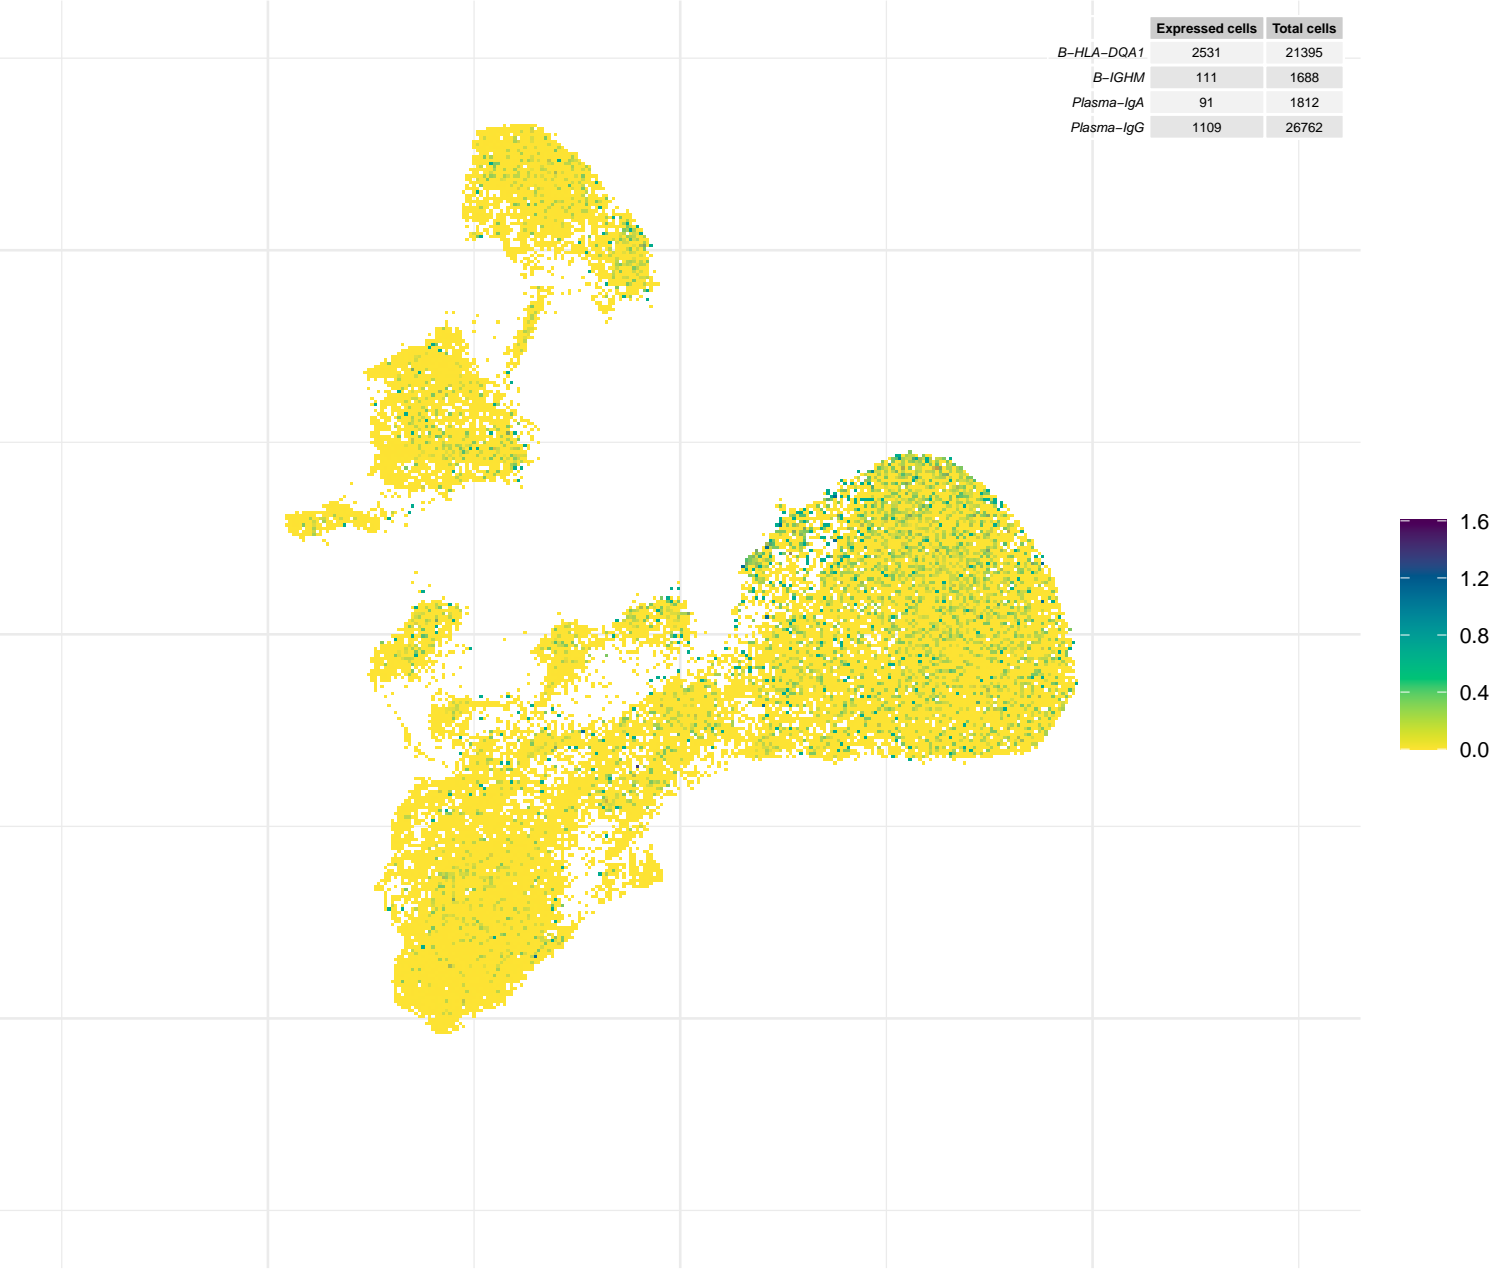 Expressed cells Total cells
B−HLA−DQA1 2531 21395
B−IGHM 111 1688
Plasma−IgA 91 1812
Plasma−IgG 1109 26762
1.6
1.2
0.8
0.4
0.0